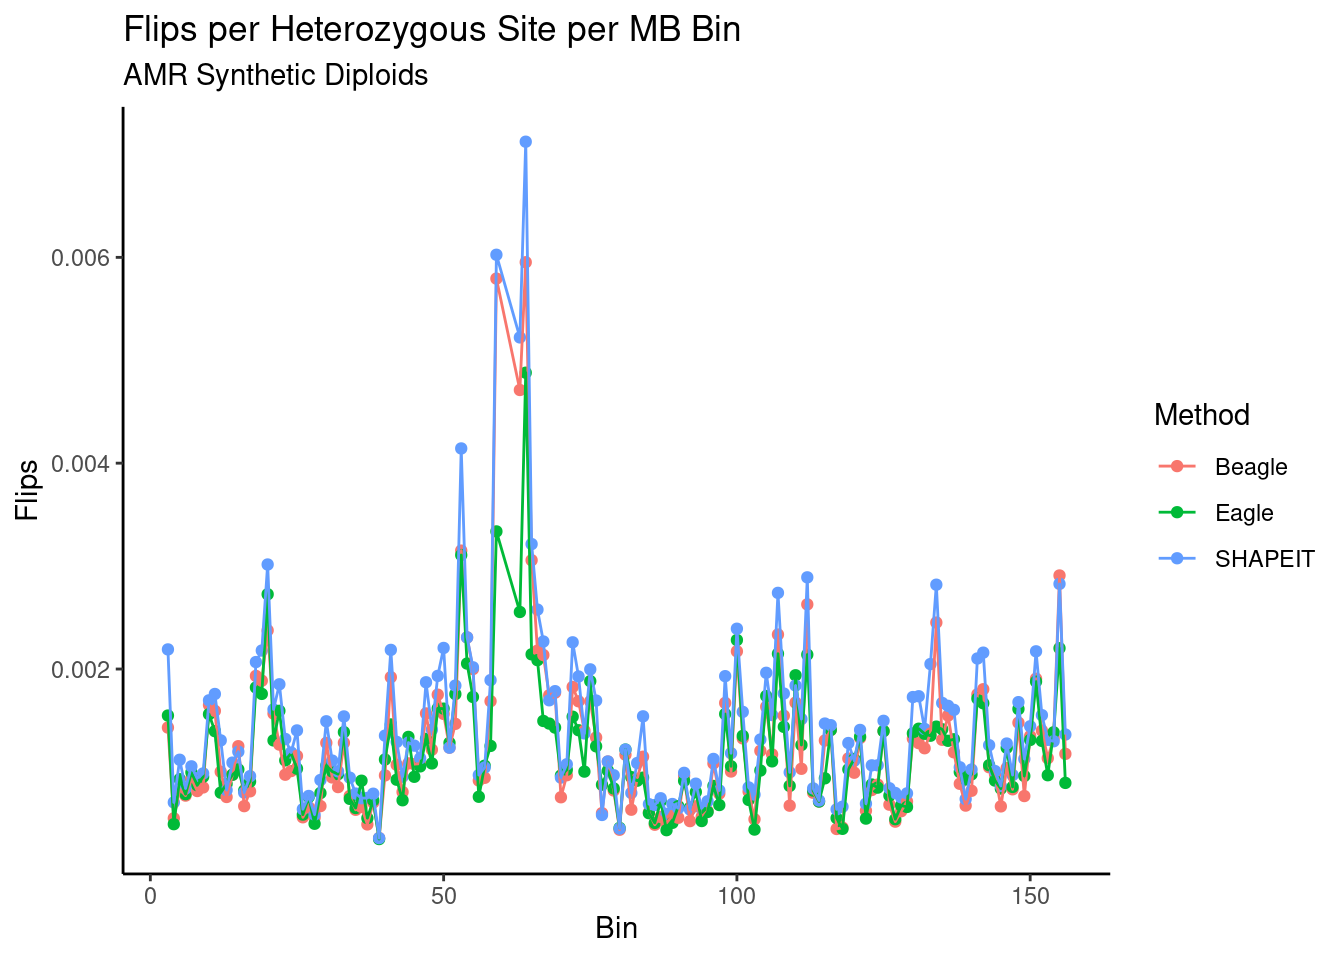 Flips per Heterozygous Site per MB Bin
AMR Synthetic Diploids
Flips
0.006
0.004
0.002
0
50
100
150
Bin
Method
Beagle
Eagle
SHAPEIT